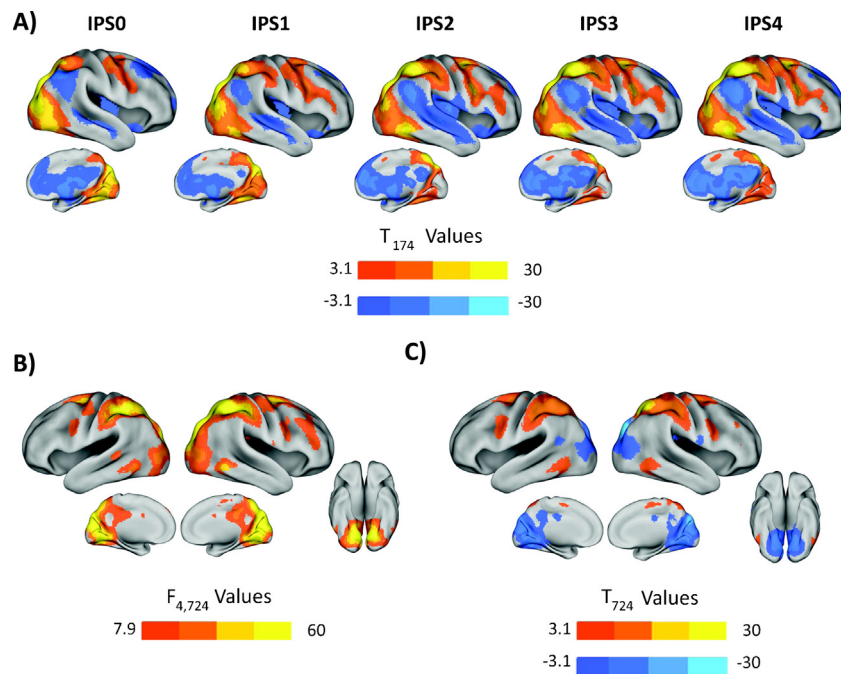 A)
IPS0 IPS1 IPS2 IPS3 IPS4
T174 Values
3.1 30
-3.1 -30
B)
F4,724 Values
7.9 60
C)
T724 Values
3.1 30
-3.1 -30